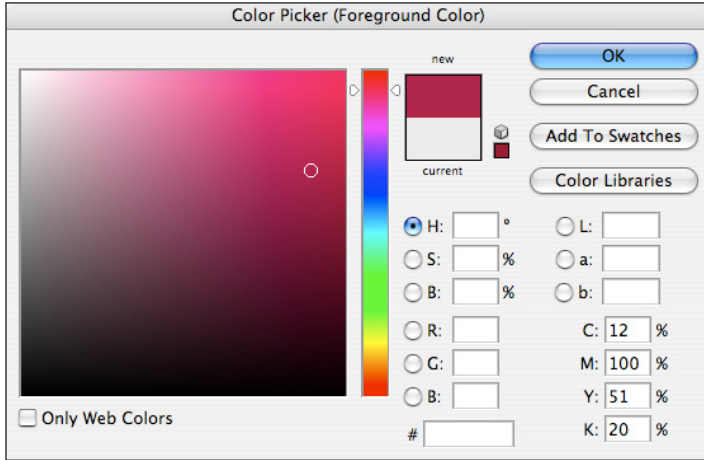 Color Picker (Foreground Color)
new
current
OK
Cancel
Add To Swatches
Color Libraries
H: °
S: %
B: %
R:
G:
B:
#
L:
a:
b:
C: 12 %
M: 100 %
Y: 51 %
K: 20 %
Only Web Colors